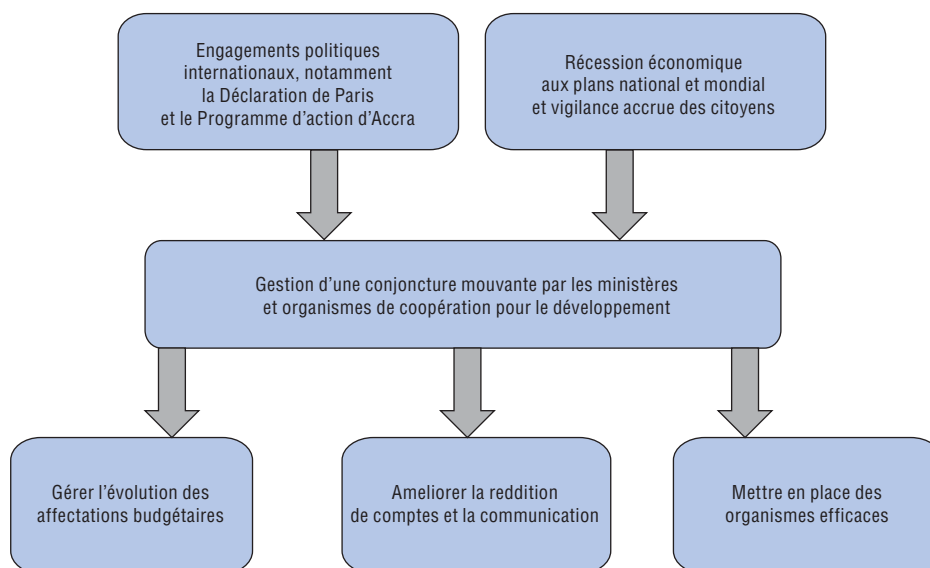 Engagements politiques
internationaux, notamment
la Déclaration de Paris
et le Programme d’action d’Accra
Récession économique
aux plans national et mondial
et vigilance accrue des citoyens
Gestion d’une conjoncture mouvante par les ministères
et organismes de coopération pour le développement
Gérer l’évolution des
affectations budgétaires
Ameliorer la reddition
de comptes et la communication
Mettre en place des
organismes efficaces